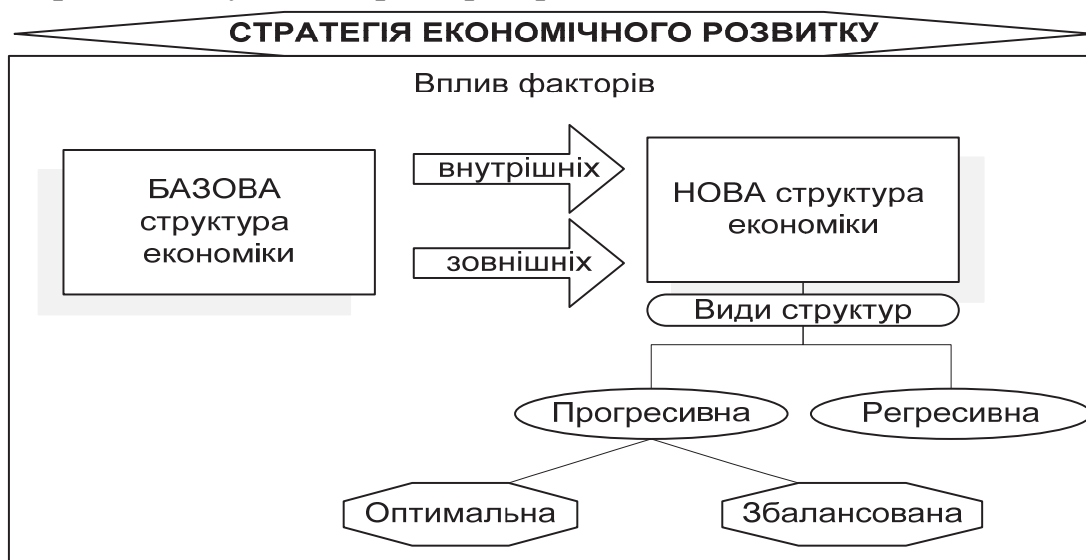 СТРАТЕГІЯ ЕКОНОМІЧНОГО РОЗВИТКУ
Вплив факторів
БАЗОВА
структура
економіки
внутрішніх
зовнішніх
НОВА структура
економіки
Види структур
Прогресивна
Регресивна
Оптимальна
Збалансована